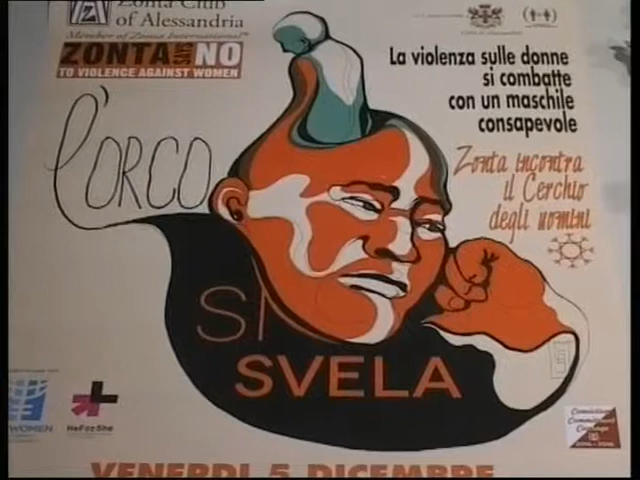 Zonta Club
of Alessandria
Member of Zonta International
ZONTA SAYS NO
TO VIOLENCE AGAINST WOMEN
La violenza sulle donne
si combatte
con un maschile
consapevole
Zonta incontra
il Cerchio
degli uomini
l'ORCO
SI
SVELA
WOMEN
HeForShe
VENERDI 5 DICEMBRE